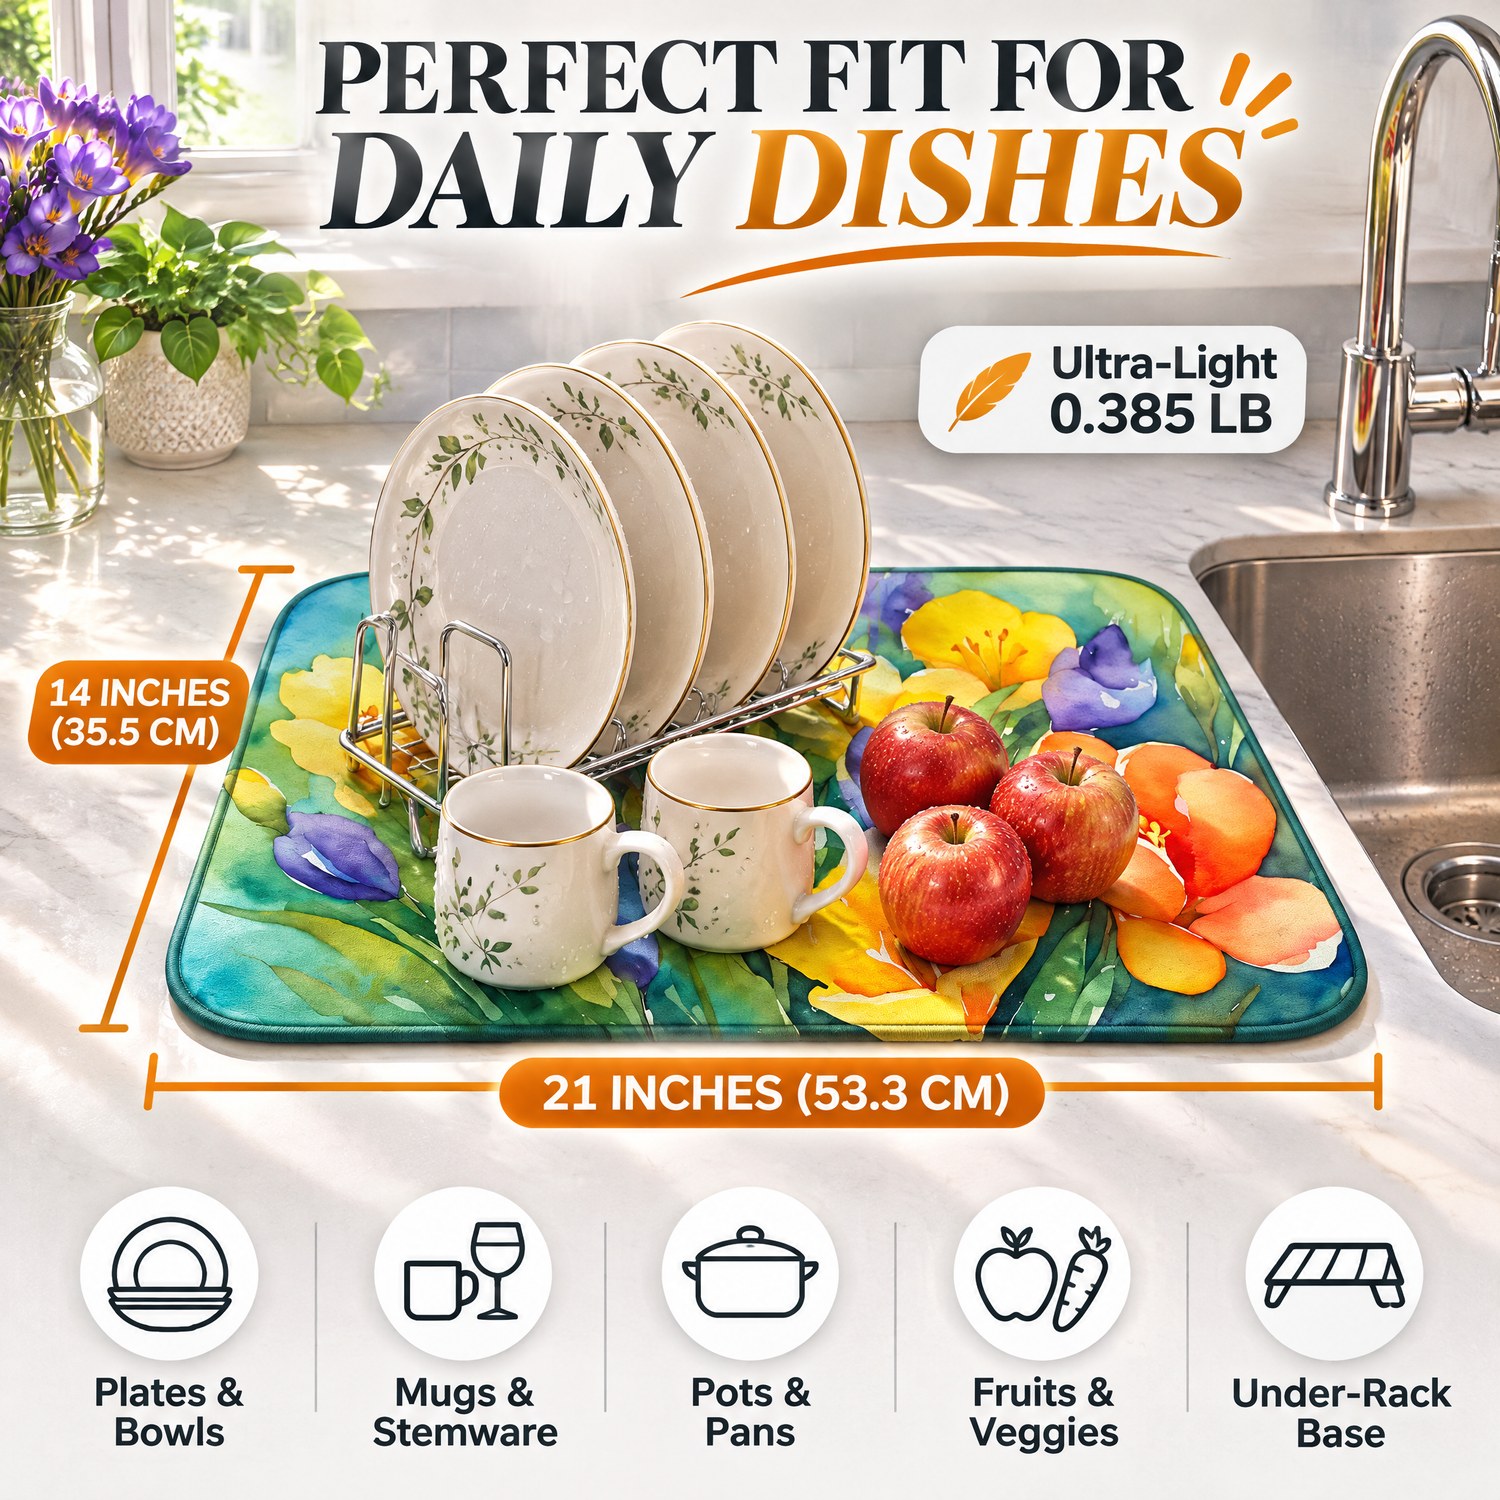 PERFECT FIT FOR
DAILY DISHES
Ultra-Light
0.385 LB
14 INCHES
(35.5 CM)
21 INCHES (53.3 CM)
Plates &
Bowls
Mugs &
Stemware
Pots &
Pans
Fruits &
Veggies
Under-Rack
Base